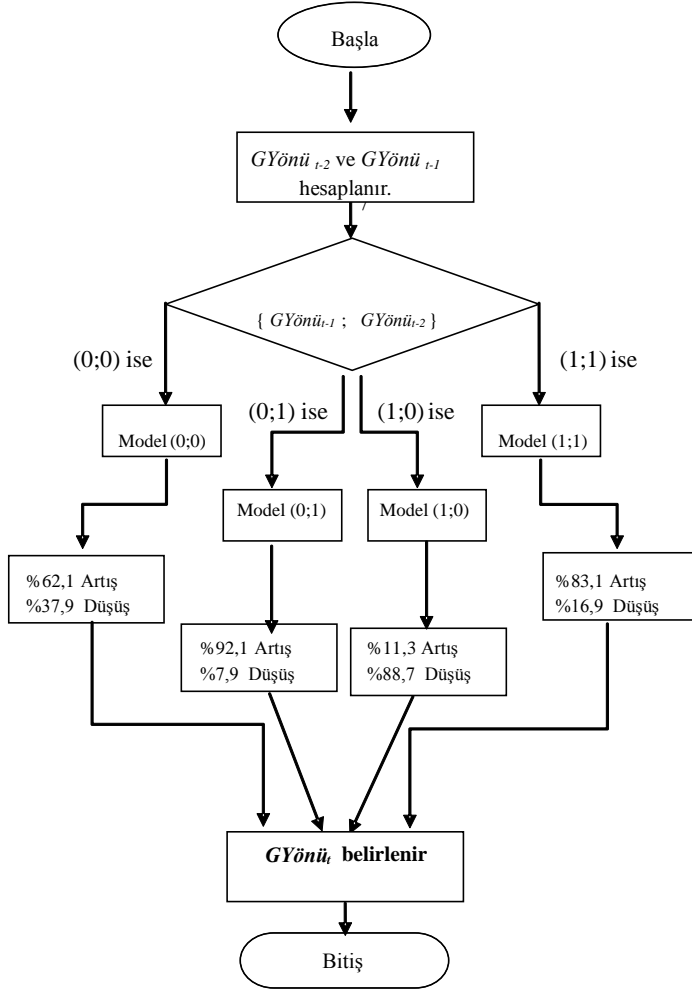 Başla
GYönü t-2 ve GYönü t-1
hesaplanır.
{ GYönüt-1 ; GYönüt-2 }
(0;0) ise
(1;1) ise
(0;1) ise
(1;0) ise
Model (0;0)
Model (1;1)
Model (0;1)
Model (1;0)
%62,1 Artış
%37,9 Düşüş
%83,1 Artış
%16,9 Düşüş
%92,1 Artış
%7,9 Düşüş
%11,3 Artış
%88,7 Düşüş
GYönüt belirlenir
Bitiş